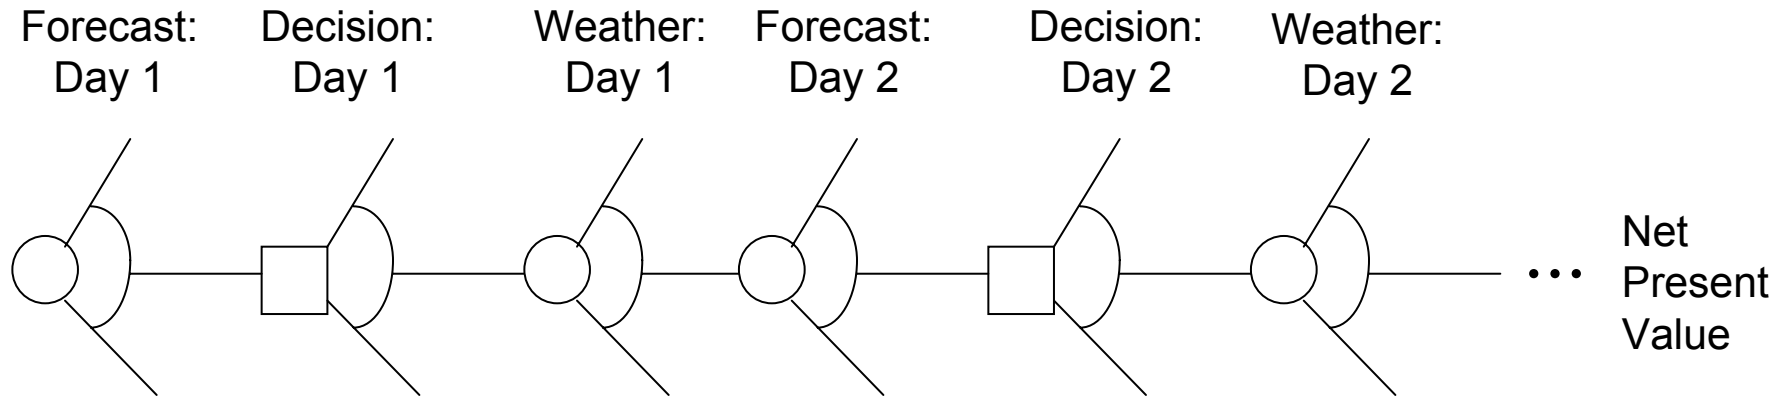 Forecast:
Day 1
Decision:
Day 1
Weather:
Day 1
Forecast:
Day 2
Decision:
Day 2
Weather:
Day 2
... Net
Present
Value